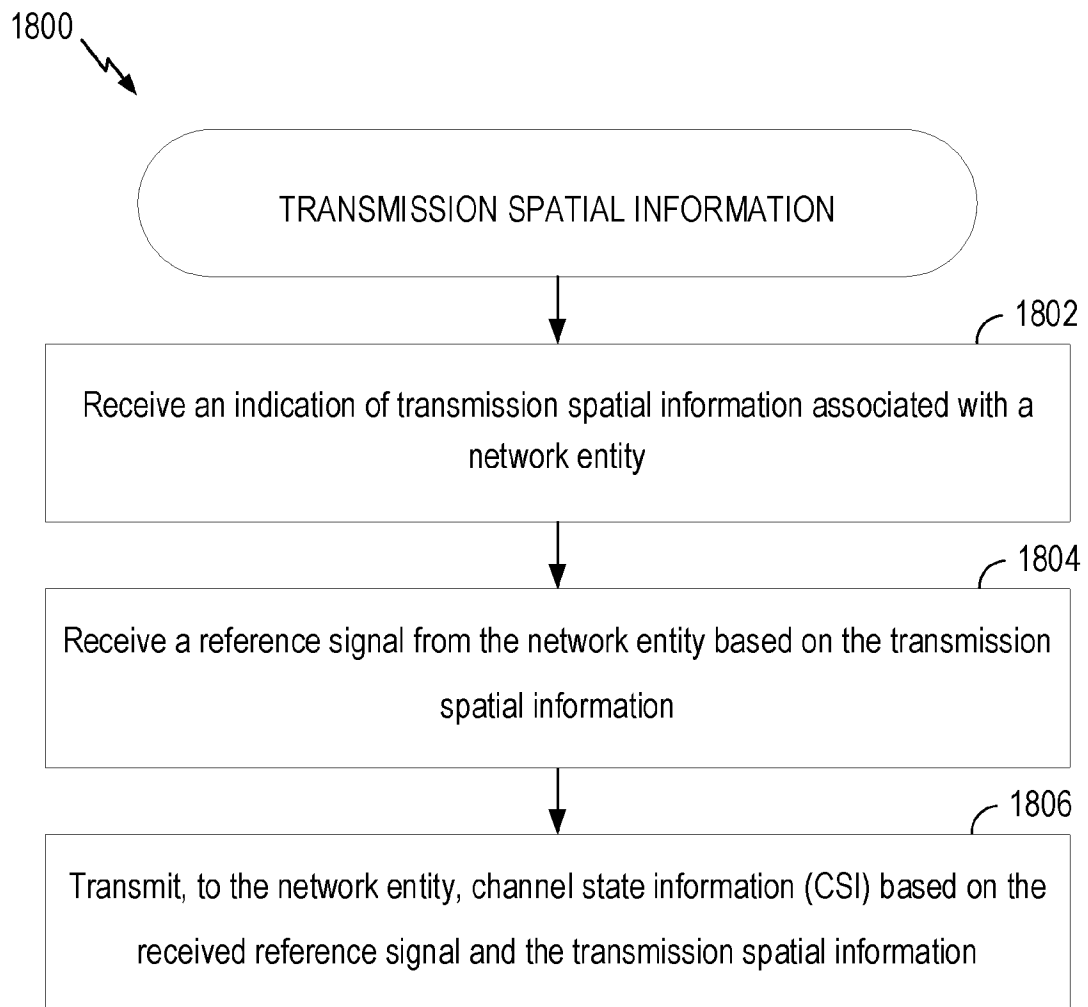 1800
TRANSMISSION SPATIAL INFORMATION
1802
Receive an indication of transmission spatial information associated with a
network entity
1804
Receive a reference signal from the network entity based on the transmission
spatial information
1806
Transmit, to the network entity, channel state information (CSI) based on the
received reference signal and the transmission spatial information